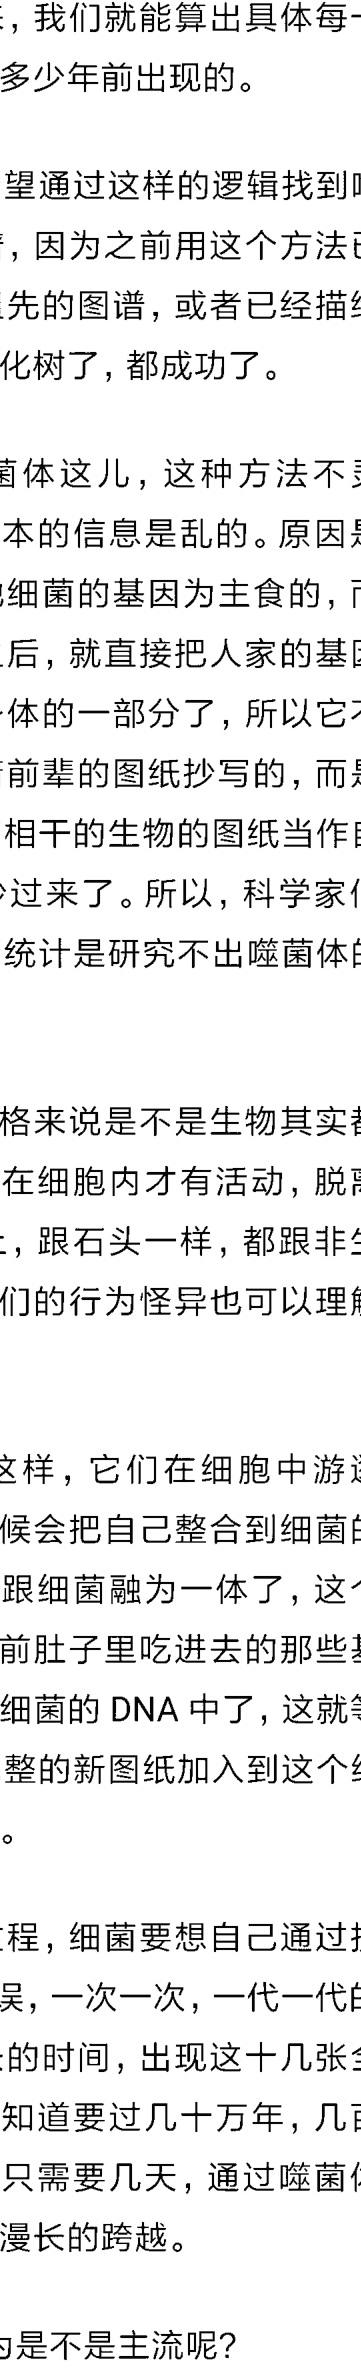 ，我们就能算出具体每
多少年前出现的。
望通过这样的逻辑找到
，因为之前用这个方法
先的图谱，或者已经描
化树了，都成功了。
菌体这儿，这种方法不
本的信息是乱的。原因
细菌的基因为主食的，
后，就直接把人家的基
体的一部分了，所以它
前辈的图纸抄写的，而
相干的生物的图纸当作
过来了。所以，科学家
统计是研究不出噬菌体
格来说是不是生物其实
在细胞内才有活动，脱
，跟石头一样，都跟非
们的行为怪异也可以理
这样，它们在细胞中游
候会把自己整合到细菌
跟细菌融为一体了，这
前肚子里吃进去的那些
细菌的 DNA 中了，这就
整的新图纸加入到这个
。
程，细菌要想自己通过
误，一次一次，一代一代
的时间，出现这十几张
知道要过几十万年，几
只需要几天，通过噬菌
漫长的跨越。
是不是主流呢？